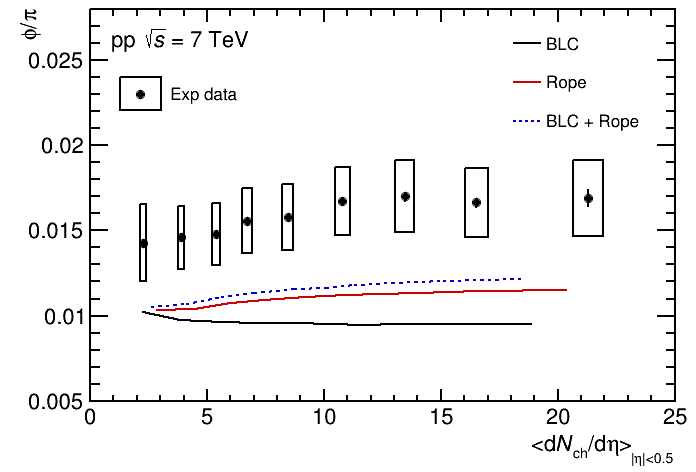 ϕ/π
pp √s = 7 TeV
Exp data
BLC
Rope
BLC + Rope
0.025
0.02
0.015
0.01
0.005
0 5 10 15 20 25
<dN_ch/dη>_|η|<0.5